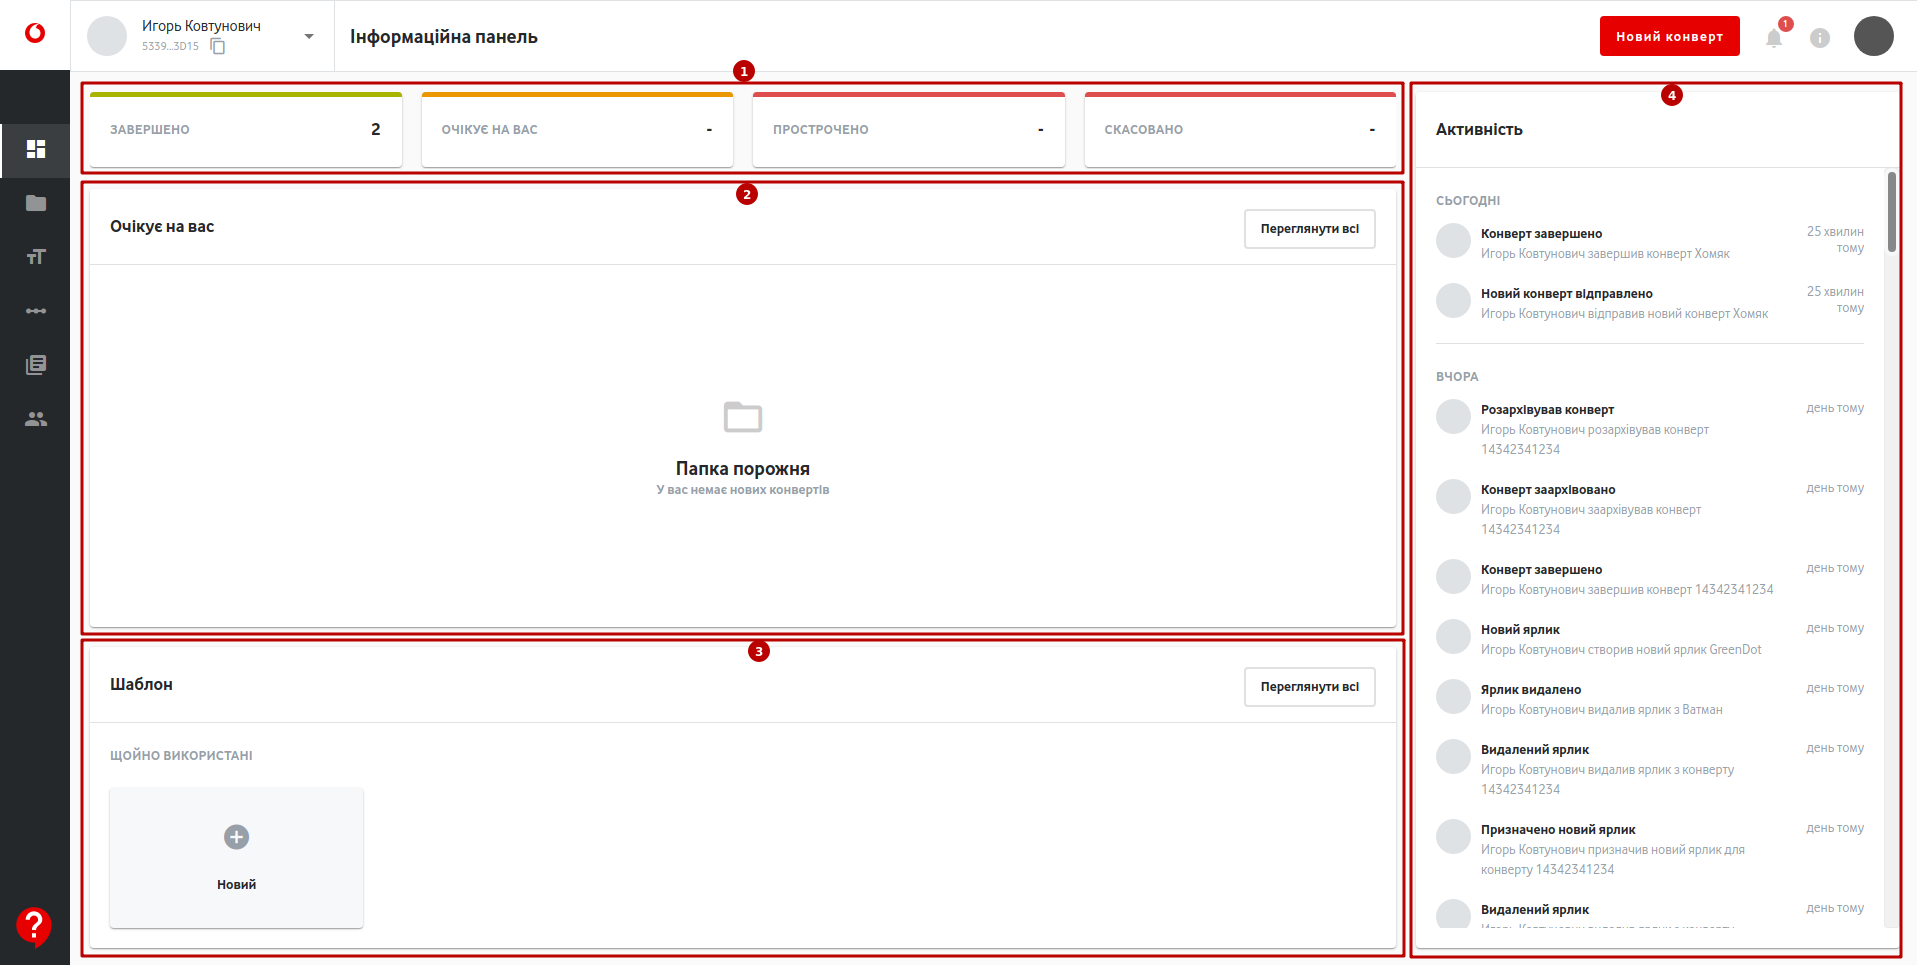 Игорь Ковтунович
5339...3D15
Інформаційна панель
Новий конверт
1
1
ЗАВЕРШЕНО
2
ОЧІКУЄ НА ВАС
-
ПРОСТРОЧЕНО
-
СКАСОВАНО
-
2
Очікує на вас
Переглянути всі
Папка порожня
У вас немає нових конвертів
3
Шаблон
Переглянути всі
ЩОЙНО ВИКОРИСТАНІ
Новий
4
Активність
СЬОГОДНІ
Конверт завершено
Игорь Ковтунович завершив конверт Хомяк
25 хвилин
тому
Новий конверт відправлено
Игорь Ковтунович відправив новий конверт Хомяк
25 хвилин
тому
ВЧОРА
Розархівував конверт
день тому
Игорь Ковтунович розархівував конверт
14342341234
Конверт заархівовано
день тому
Игорь Ковтунович заархівував конверт
14342341234
Конверт завершено
день тому
Игорь Ковтунович завершив конверт 14342341234
Новий ярлик
день тому
Игорь Ковтунович створив новий ярлик GreenDot
Ярлик видалено
день тому
Игорь Ковтунович видалив ярлик з Ватман
Видалений ярлик
день тому
Игорь Ковтунович видалив ярлик з конверту
14342341234
Призначено новий ярлик
день тому
Игорь Ковтунович призначив новий ярлик для
конверту 14342341234
Видалений ярлик
день тому